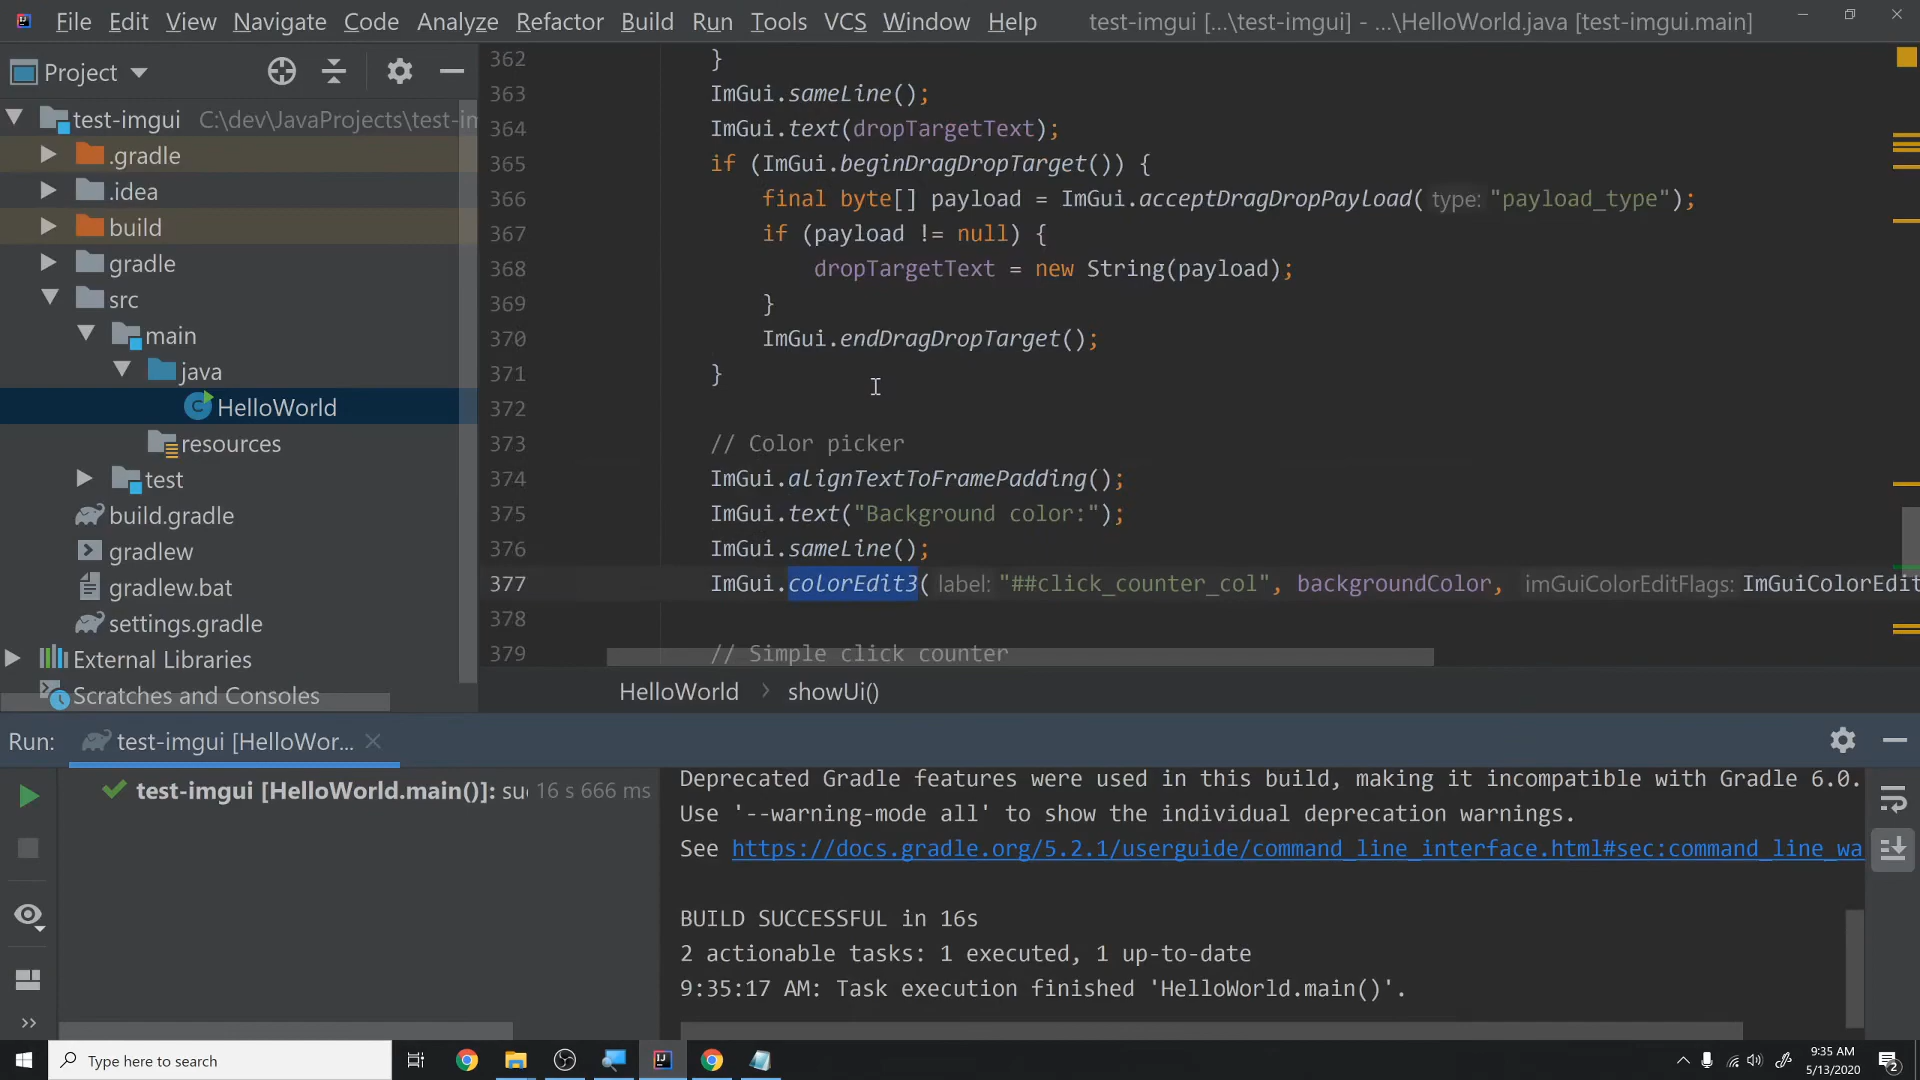 File Edit View Navigate Code Analyze Refactor Build Run Tools VCS Window Help test-imgui [...\test-imgui] - ...\HelloWorld.java [test-imgui.main]
Project
test-imgui C:\dev\JavaProjects\test-im
.gradle
.idea
build
gradle
src
main
java
HelloWorld
resources
test
build.gradle
gradlew
gradlew.bat
settings.gradle
External Libraries
Scratches and Consoles
362 }
363 ImGui.sameLine();
364 ImGui.text(dropTargetText);
365 if (ImGui.beginDragDropTarget()) {
366 final byte[] payload = ImGui.acceptDragDropPayload( type: "payload_type");
367 if (payload != null) {
368 dropTargetText = new String(payload);
369 }
370 ImGui.endDragDropTarget();
371 }
372
373 // Color picker
374 ImGui.alignTextToFramePadding();
375 ImGui.text("Background color:");
376 ImGui.sameLine();
377 ImGui.colorEdit3( label: "##click_counter_col", backgroundColor, imGuiColorEditFlags: ImGuiColorEdit
378
379 // Simple click counter
HelloWorld > showUi()
Run: test-imgui [HelloWor...
test-imgui [HelloWorld.main()]: su 16 s 666 ms
Deprecated Gradle features were used in this build, making it incompatible with Gradle 6.0.
Use '--warning-mode all' to show the individual deprecation warnings.
See https://docs.gradle.org/5.2.1/userguide/command_line_interface.html#sec:command_line_wa
BUILD SUCCESSFUL in 16s
2 actionable tasks: 1 executed, 1 up-to-date
9:35:17 AM: Task execution finished 'HelloWorld.main()'.
Type here to search
9:35 AM
5/13/2020
2